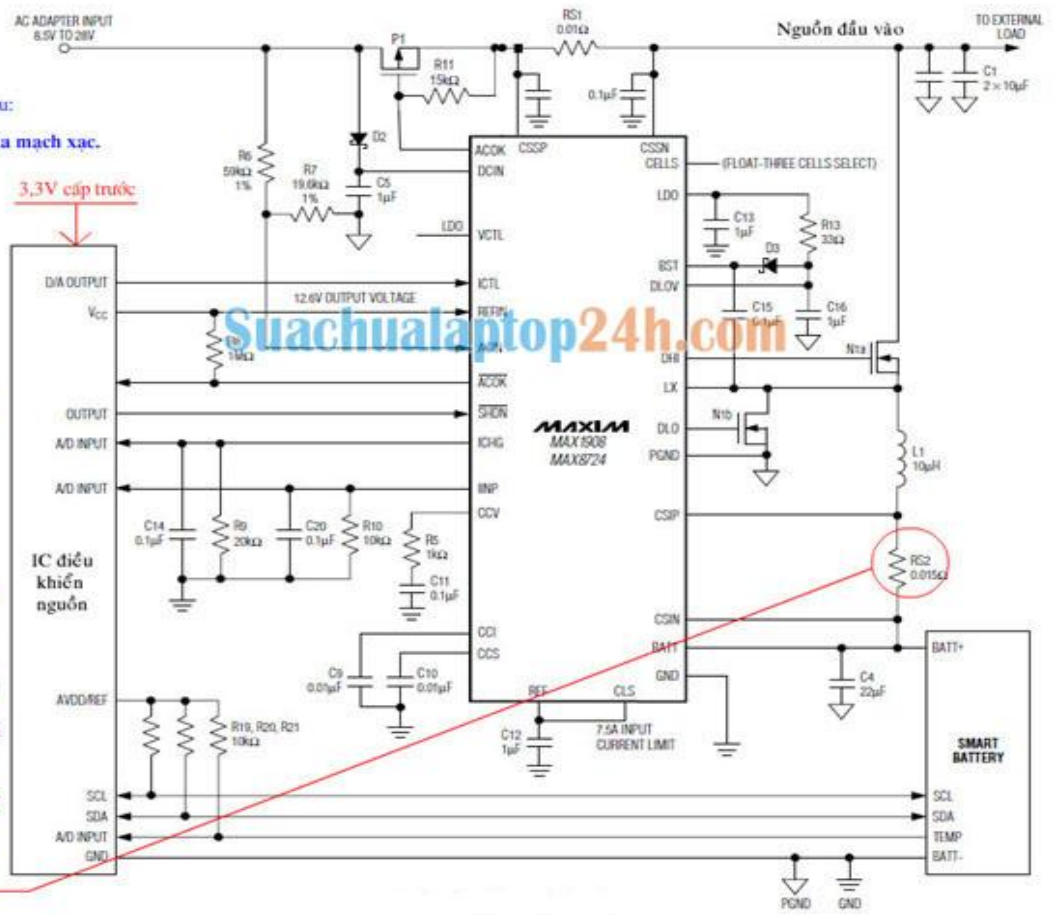 AC ADAPTER INPUT
8.5V TO 28V
P1
RS1
0.01Ω
Nguồn đầu vào
TO EXTERNAL
LOAD
R11
15kΩ
0.1µF
C1
2 × 10µF
u:
a mạch xạc.
D2
ACOK
CSSP
CSSN
CELLS
(FLOAT-THREE CELLS SELECT)
R6
59kΩ
1%
DCIN
3,3V cấp trước
R7
19.6kΩ
1%
C5
1µF
LDO
C13
1µF
R13
33Ω
LDO
VCTL
D3
BST
D/A OUTPUT
ICTL
DLOV
12.6V OUTPUT VOLTAGE
C15
0.1µF
C16
1µF
VCC
REFIN
Suachualaptop24h.com
ACIN
DHI
N1a
ACOK
LX
OUTPUT
SHDN
N1b
MAXIM
MAX1908
MAX8724
DLO
A/D INPUT
ICHG
PGND
L1
10µH
A/D INPUT
IINP
CCV
CSIP
C14
0.1µF
R9
20kΩ
C20
0.1µF
R10
10kΩ
R5
1kΩ
RS2
0.015Ω
IC điều
khiển
nguồn
C11
0.1µF
CSIN
CCI
BATT
BATT+
CCS
C9
0.01µF
C10
0.01µF
GND
C4
22µF
REF
CLS
AVDD/REF
R19, R20, R21
10kΩ
C12
1µF
7.5A INPUT
CURRENT LIMIT
SMART
BATTERY
SCL
SCL
SDA
SDA
A/D INPUT
TEMP
GND
BATT-
PGND
GND